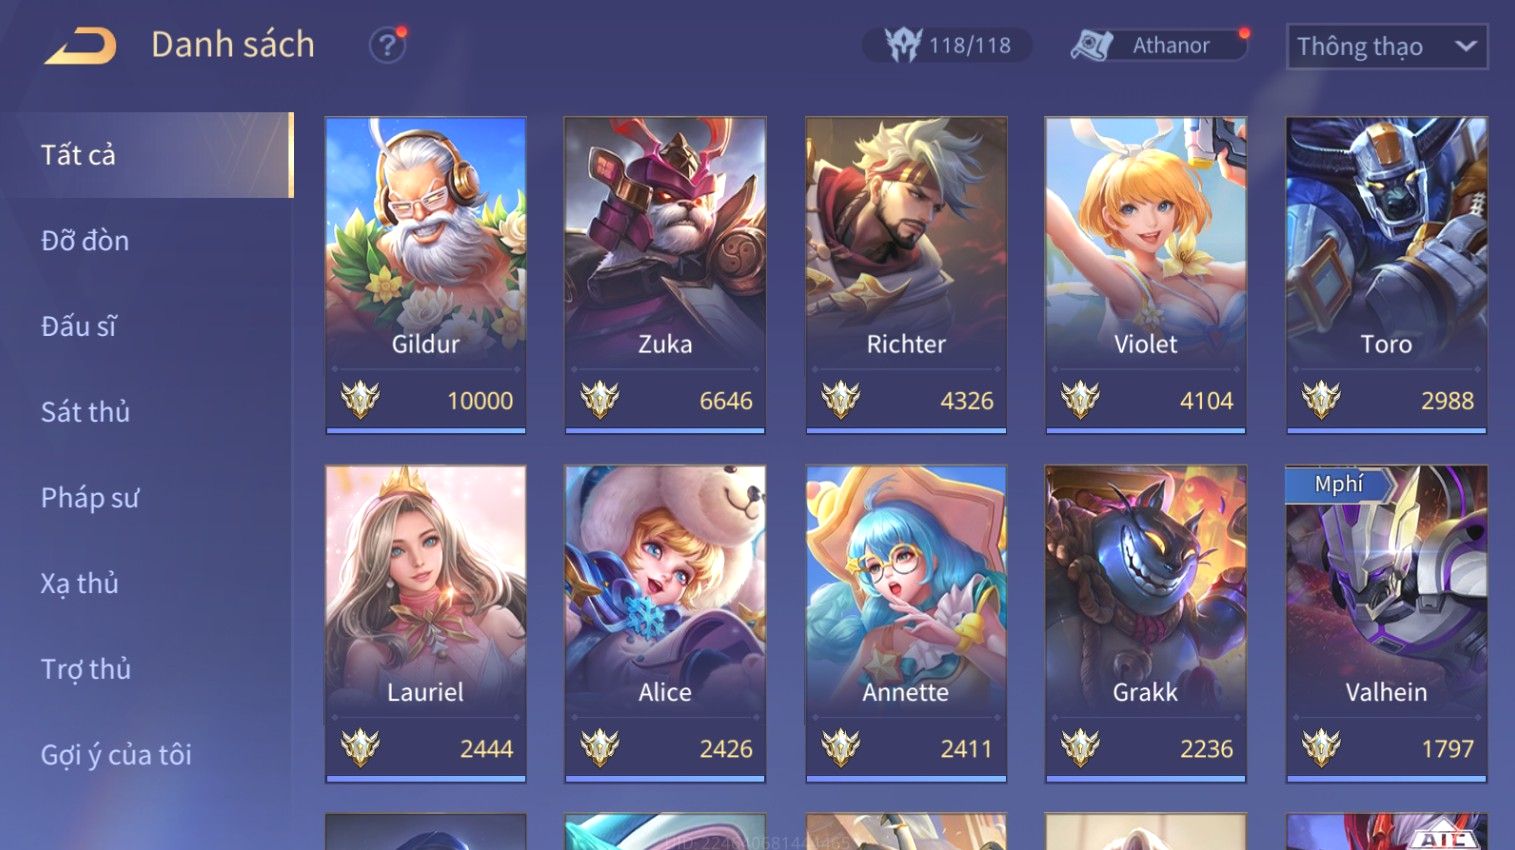 Danh sách
?
118/118
Athanor
Thông thạo
Tất cả
Đỡ đòn
Đấu sĩ
Sát thủ
Pháp sư
Xạ thủ
Trợ thủ
Gợi ý của tôi
Gildur
Zuka
Richter
Violet
Toro
10000
6646
4326
4104
2988
Mphí
Lauriel
Alice
Annette
Grakk
Valhein
2444
2426
2411
2236
1797
AIC